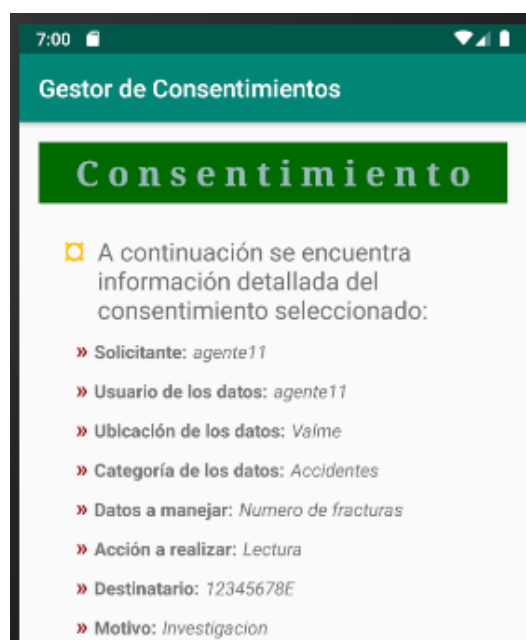 7:00
Gestor de Consentimientos
Consentimiento
¤ A continuación se encuentra
información detallada del
consentimiento seleccionado:
» Solicitante: agente11
» Usuario de los datos: agente11
» Ubicación de los datos: Valme
» Categoría de los datos: Accidentes
» Datos a manejar: Numero de fracturas
» Acción a realizar: Lectura
» Destinatario: 12345678E
» Motivo: Investigacion